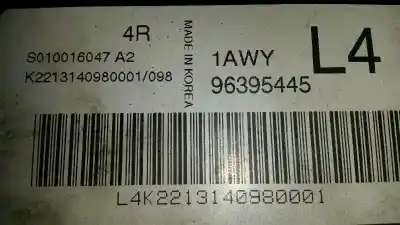 4R
S010016047 A2
K2213140980001/098
MADE IN KOREA
1AWY
L4
96395445
L4K2213140980001